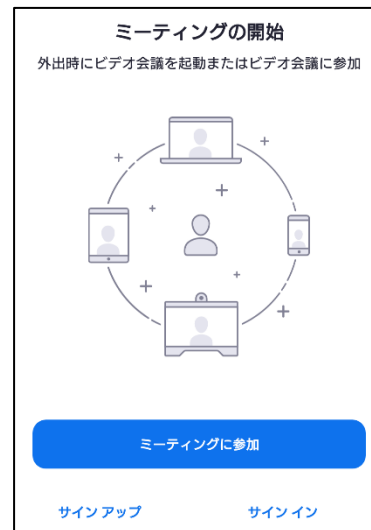 ミーティングの開始
外出時にビデオ会議を起動またはビデオ会議に参加
ミーティングに参加
サイン アップ
サイン イン